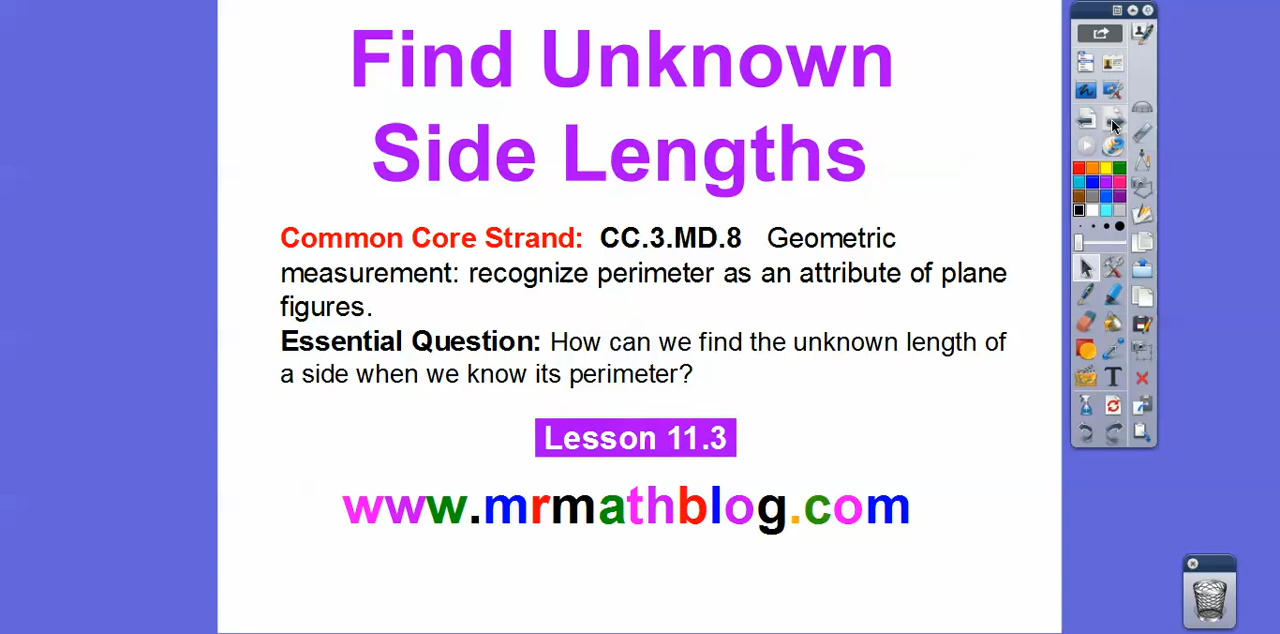 Find Unknown
Side Lengths
Common Core Strand: CC.3.MD.8 Geometric
measurement: recognize perimeter as an attribute of plane
figures.
Essential Question: How can we find the unknown length of
a side when we know its perimeter?
Lesson 11.3
www.mrmathblog.com
T